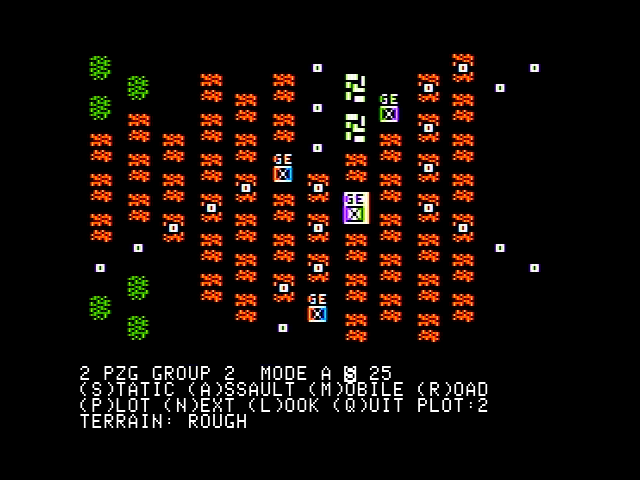 GE
GE
GE
GE
2 PZG GROUP 2 MODE A 25
(S)TATIC (A)SSAULT (M)OBILE (R)OAD
(P)LOT (N)EXT (L)OOK (Q)UIT PLOT:2
TERRAIN: ROUGH